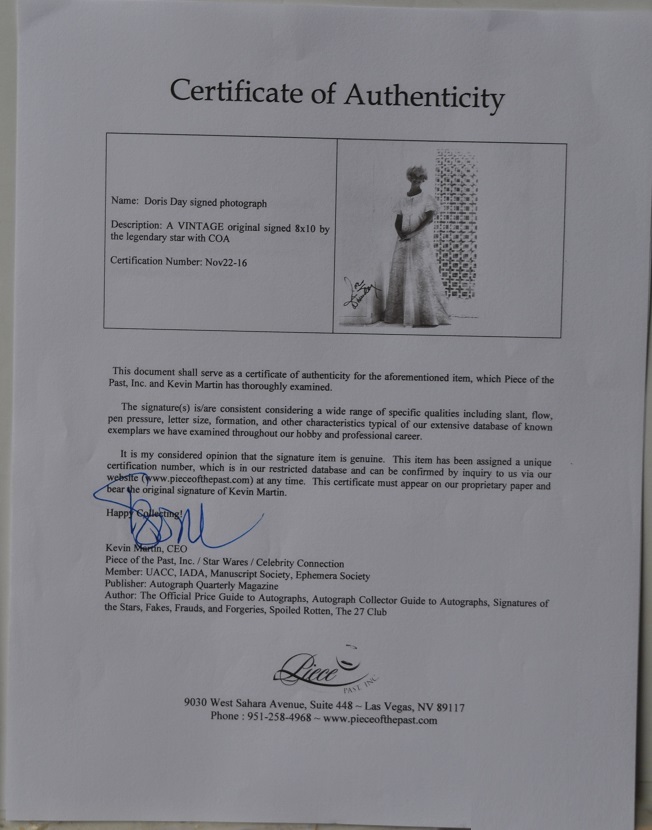 Certificate of Authenticity
Name: Doris Day signed photograph
Description: A VINTAGE original signed 8x10 by
the legendary star with COA
Certification Number: Nov22-16
This document shall serve as a certificate of authenticity for the aforementioned item, which Piece of the
Past, Inc. and Kevin Martin has thoroughly examined.
The signature(s) is/are consistent considering a wide range of specific qualities including slant, flow,
pen pressure, letter size, formation, and other characteristics typical of our extensive database of known
exemplars we have examined throughout our hobby and professional career.
It is my considered opinion that the signature item is genuine. This item has been assigned a unique
certification number, which is in our restricted database and can be confirmed by inquiry to us via our
website (www.pieceofthepast.com) at any time. This certificate must appear on our proprietary paper and
bear the original signature of Kevin Martin.
Happy Collecting!
Kevin Martin, CEO
Piece of the Past, Inc. / Star Wares / Celebrity Connection
Member: UACC, IADA, Manuscript Society, Ephemera Society
Publisher: Autograph Quarterly Magazine
Author: The Official Price Guide to Autographs, Autograph Collector Guide to Autographs, Signatures of
the Stars, Fakes, Frauds, and Forgeries, Spoiled Rotten, The 27 Club
Piece
PAST INC.
9030 West Sahara Avenue, Suite 448 ~ Las Vegas, NV 89117
Phone : 951-258-4968 ~ www.pieceofthepast.com